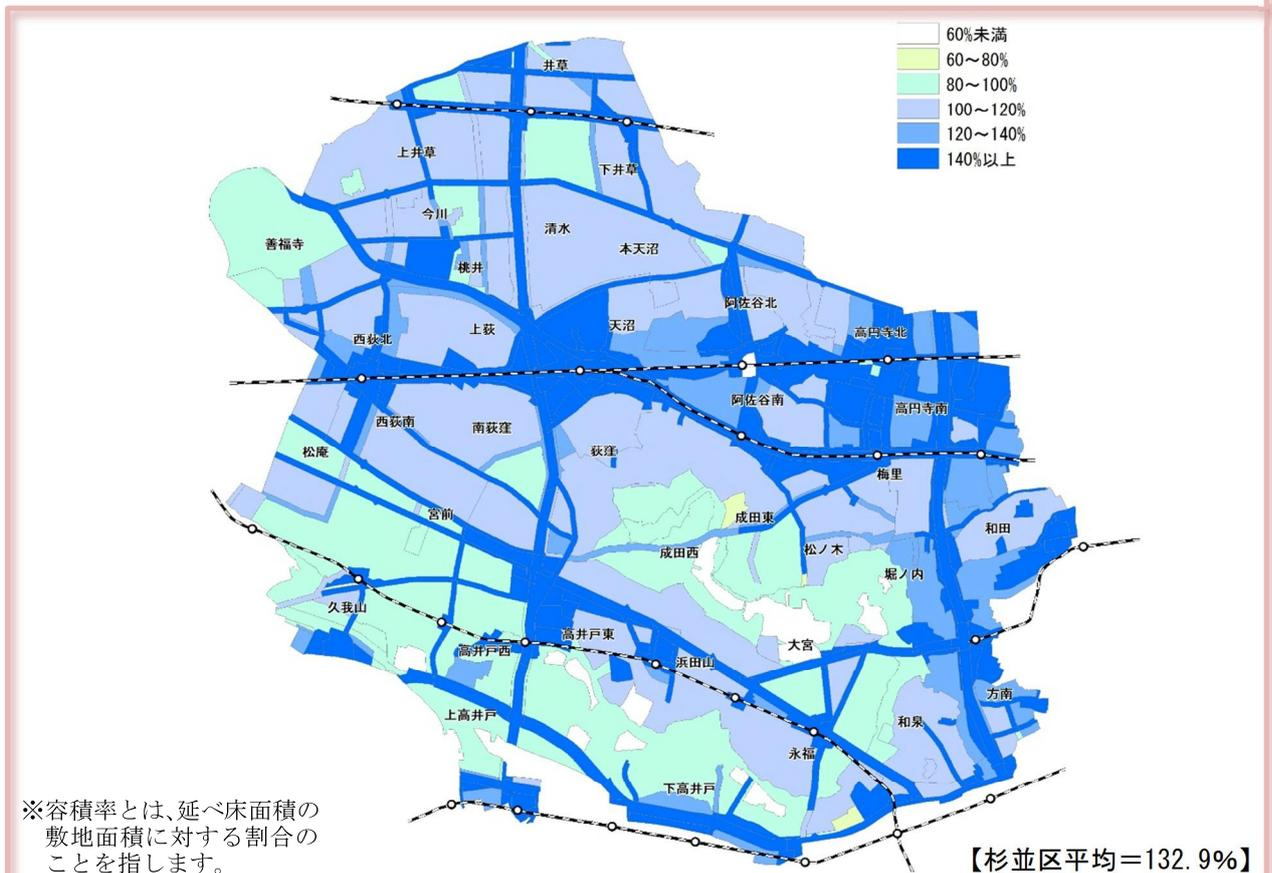 60%未満
60～80%
80～100%
100～120%
120～140%
140%以上
井草
上井草
下井草
今川
清水
善福寺
本天沼
桃井
阿佐谷北
上荻
天沼
西荻北
高円寺北
阿佐谷南
高円寺南
西荻南
南荻窪
荻窪
松庵
梅里
宮前
成田東
和田
成田西
松ノ木
堀ノ内
久我山
高井戸東
大宮
高井戸西
浜田山
方南
上高井戸
和泉
永福
下高井戸
※容積率とは、延べ床面積の
敷地面積に対する割合の
ことを指します。
【杉並区平均＝132.9%】